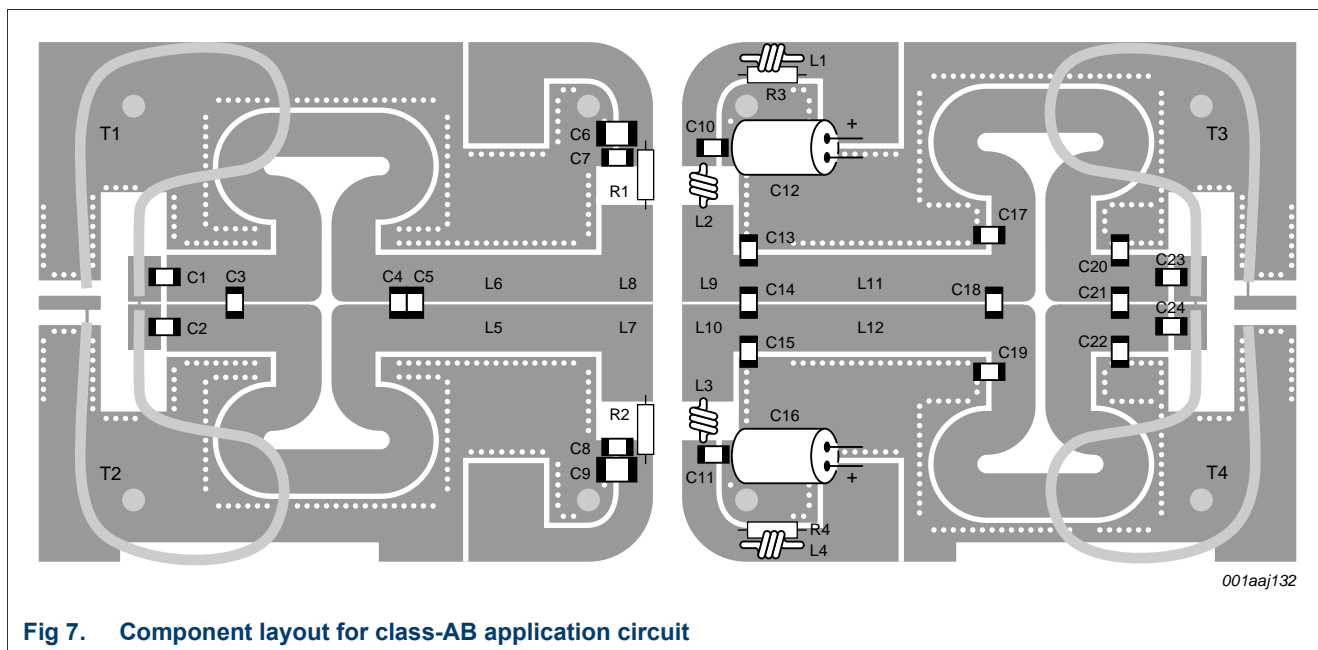 L1
R3
T1
C6
C10
+
T3
C7
R1
L2
C12
C13
C17
C20
C23
C1
C3
C4
C5
L6
L8
L9
L11
C14
C18
C21
C24
C2
L5
L7
L10
L12
C15
C19
C22
R2
L3
C16
C8
C9
C11
+
T2
T4
R4
L4
001aaj132
Fig 7. Component layout for class-AB application circuit